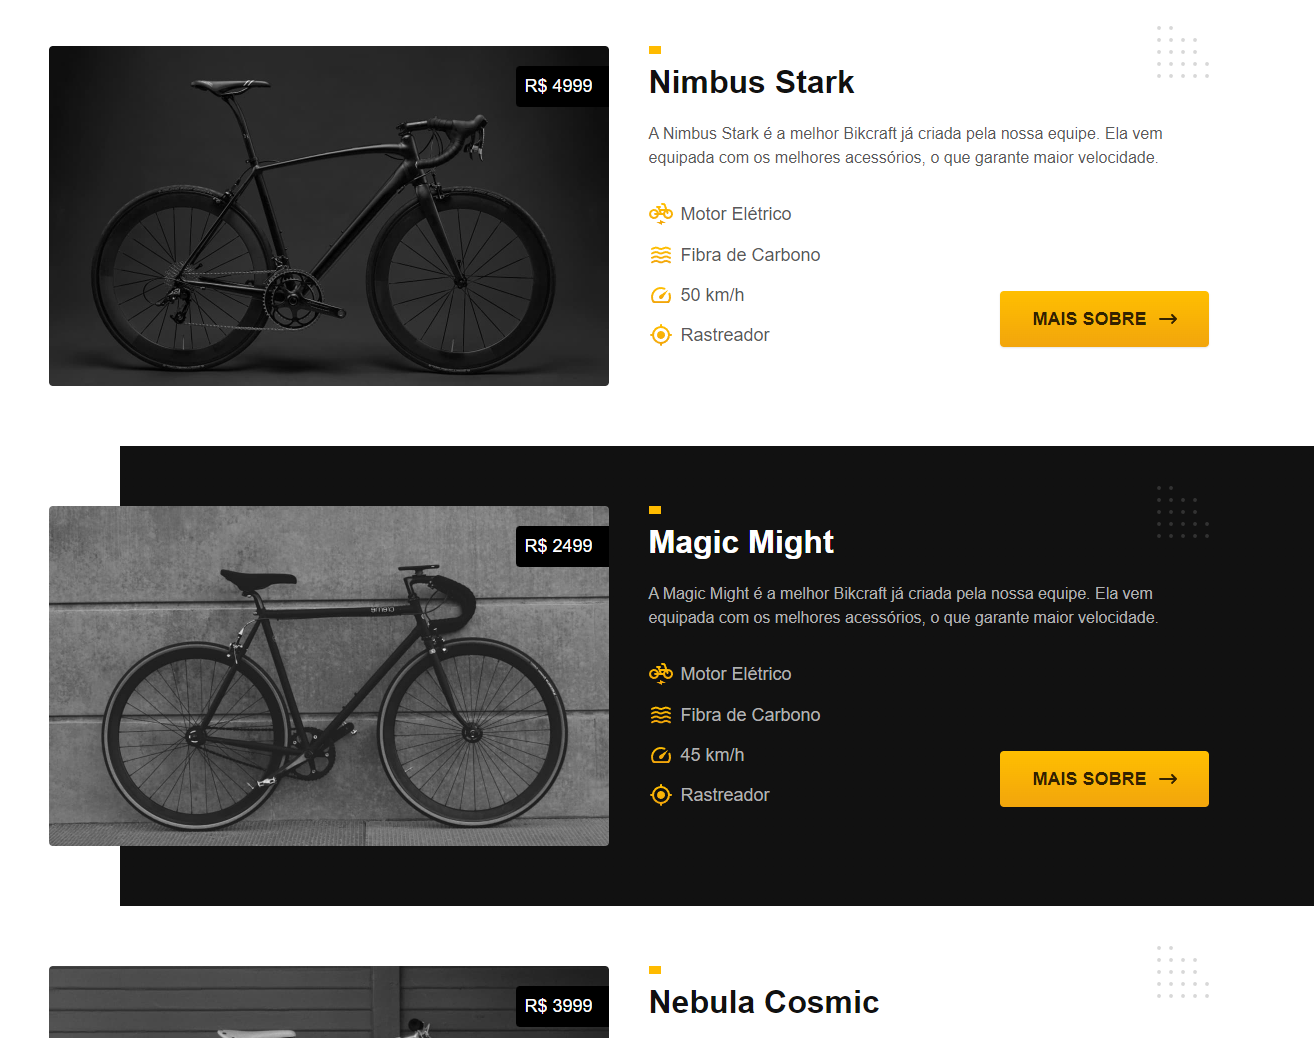 R$ 4999
Nimbus Stark
A Nimbus Stark é a melhor Bikcraft já criada pela nossa equipe. Ela vem
equipada com os melhores acessórios, o que garante maior velocidade.
Motor Elétrico
Fibra de Carbono
50 km/h
Rastreador
MAIS SOBRE →
R$ 2499
Magic Might
A Magic Might é a melhor Bikcraft já criada pela nossa equipe. Ela vem
equipada com os melhores acessórios, o que garante maior velocidade.
Motor Elétrico
Fibra de Carbono
45 km/h
Rastreador
MAIS SOBRE →
R$ 3999
Nebula Cosmic